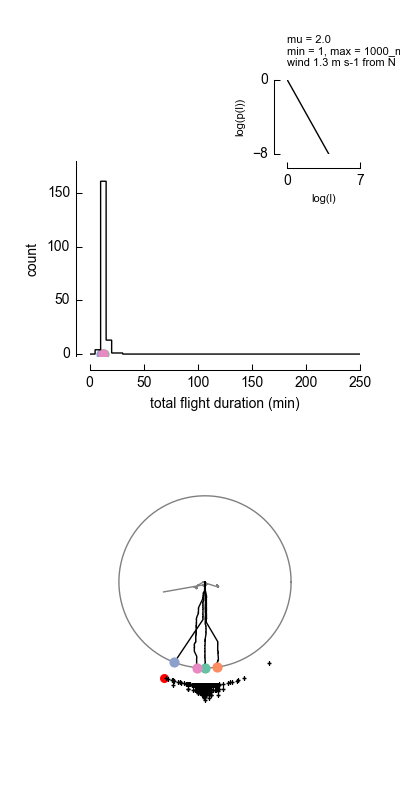 mu = 2.0
min = 1, max = 1000_m
wind 1.3 m s-1 from N
0
−8
log(p(l))
0 7
log(l)
150
100
50
0
count
0 50 100 150 200 250
total flight duration (min)